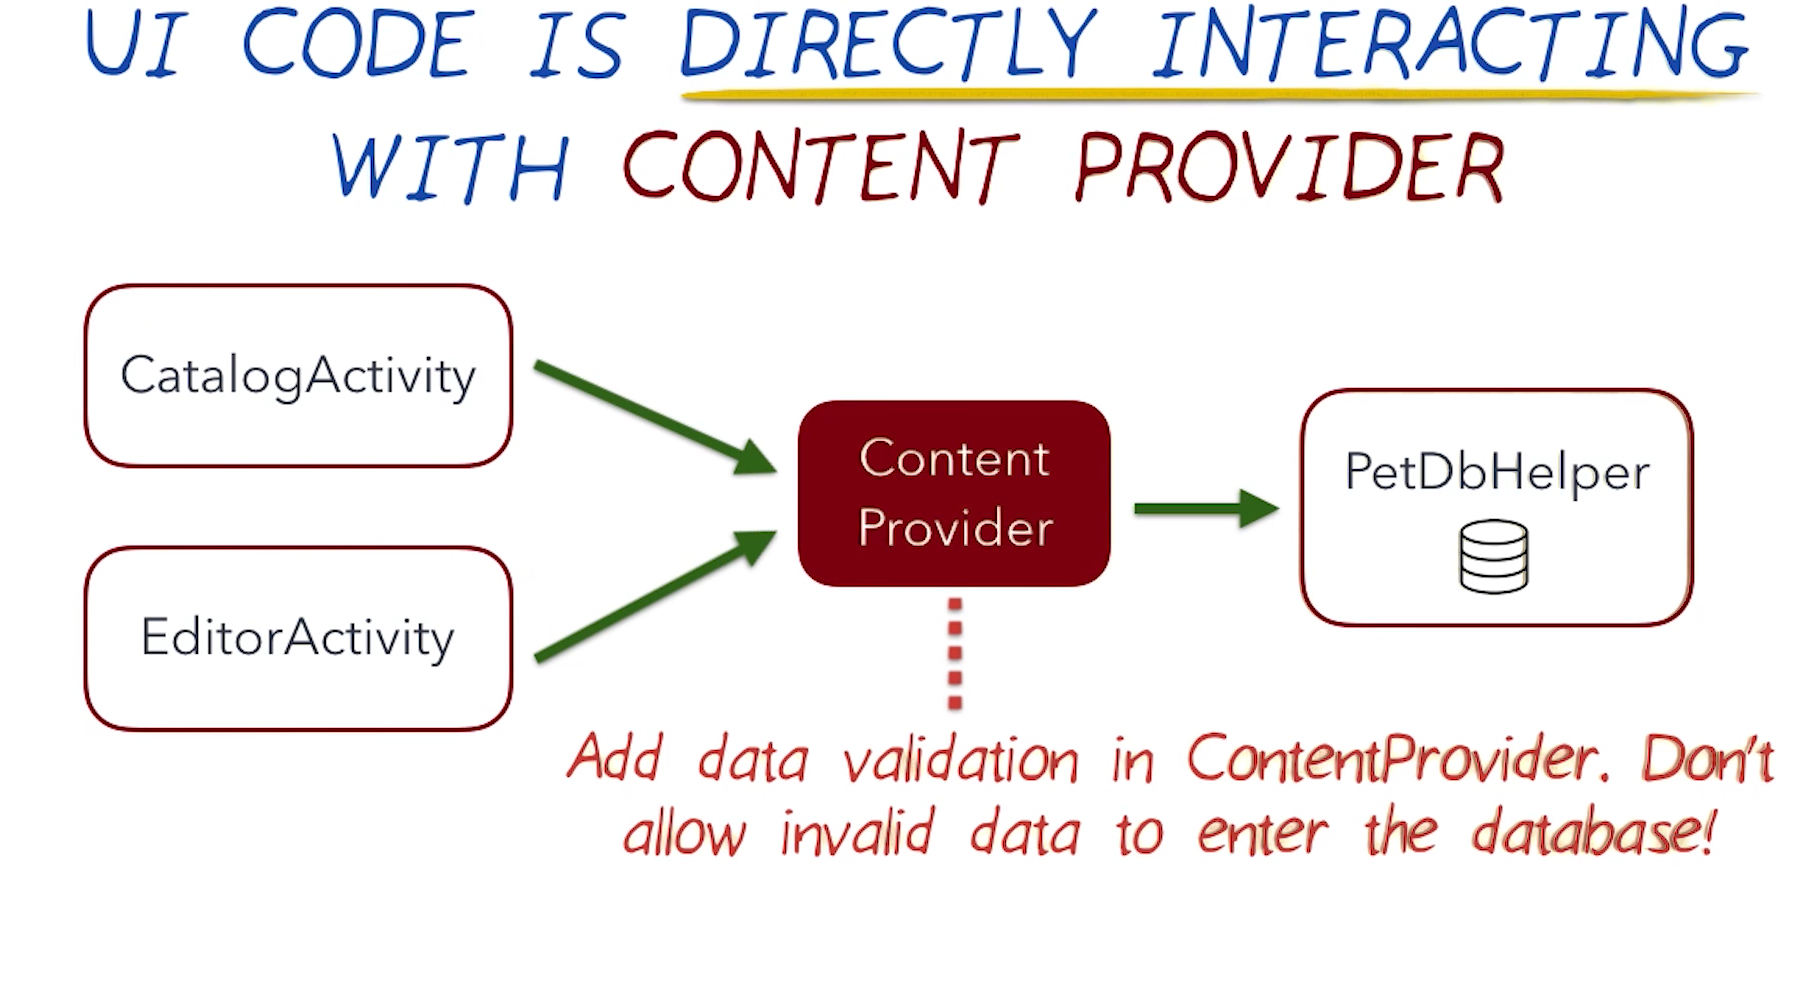 UI CODE IS DIRECTLY INTERACTING
WITH CONTENT PROVIDER
CatalogActivity
EditorActivity
Content
Provider
PetDbHelper
Add data validation in ContentProvider. Don't
allow invalid data to enter the database!